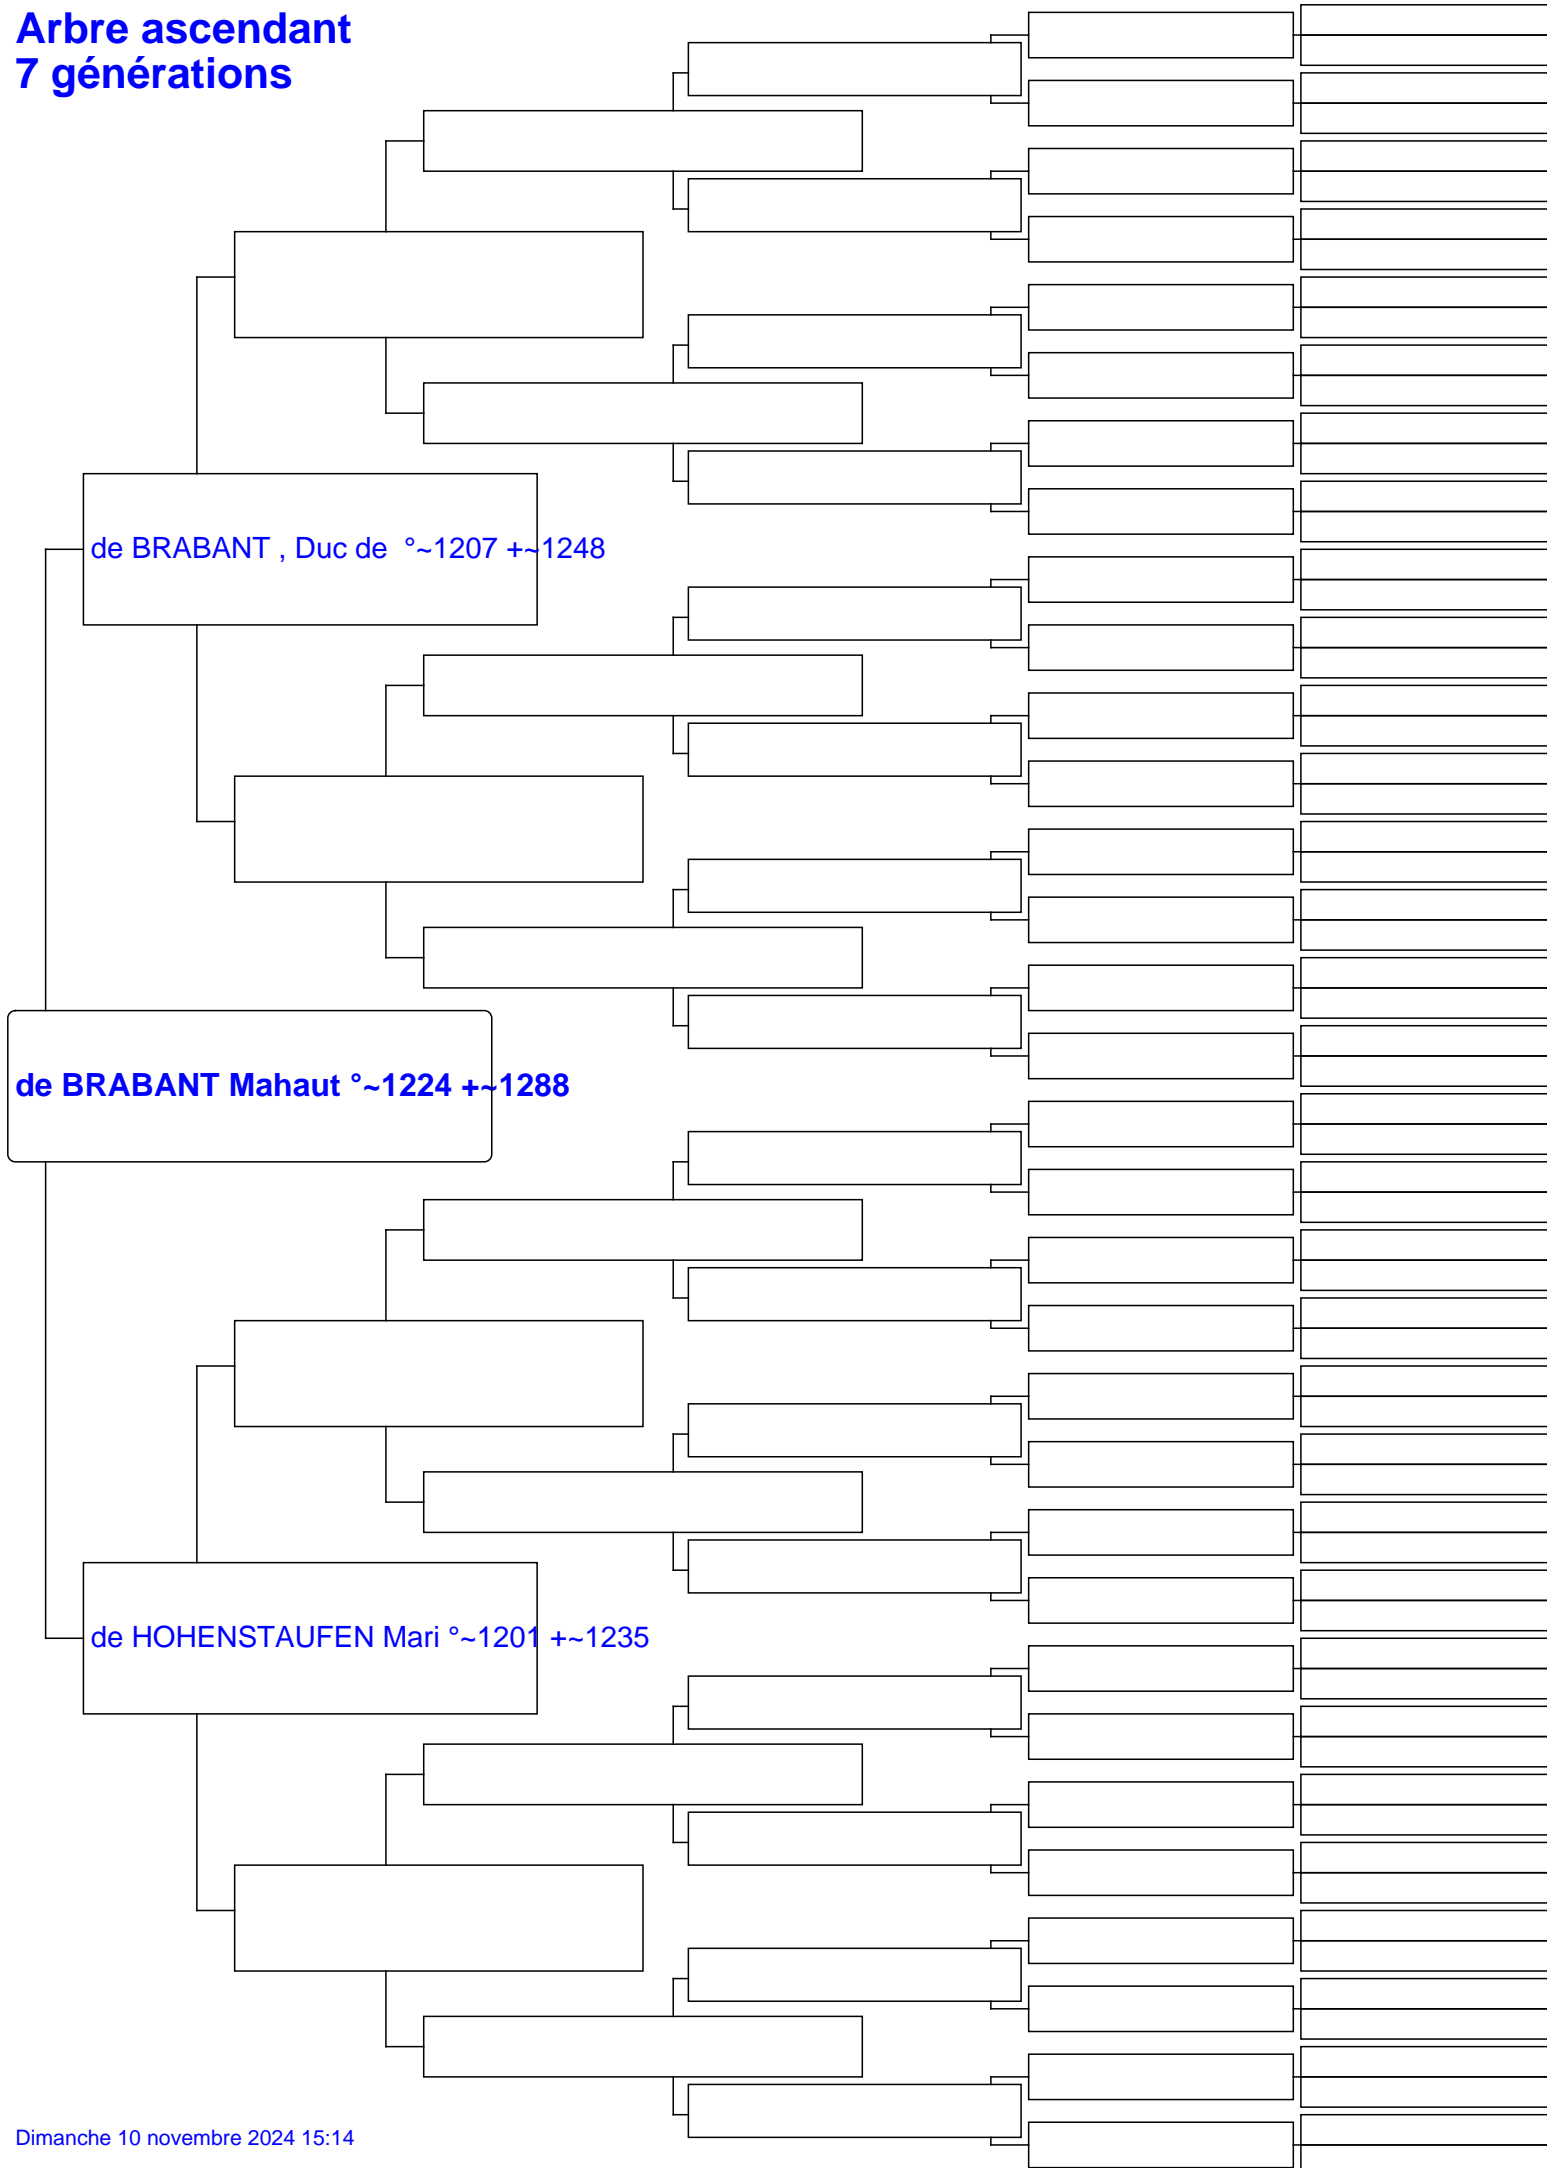 Arbre ascendant
7 générations
de BRABANT , Duc de °~1207 +~1248
de BRABANT Mahaut °~1224 +~1288
de HOHENSTAUFEN Mari °~1201 +~1235
Dimanche 10 novembre 2024 15:14